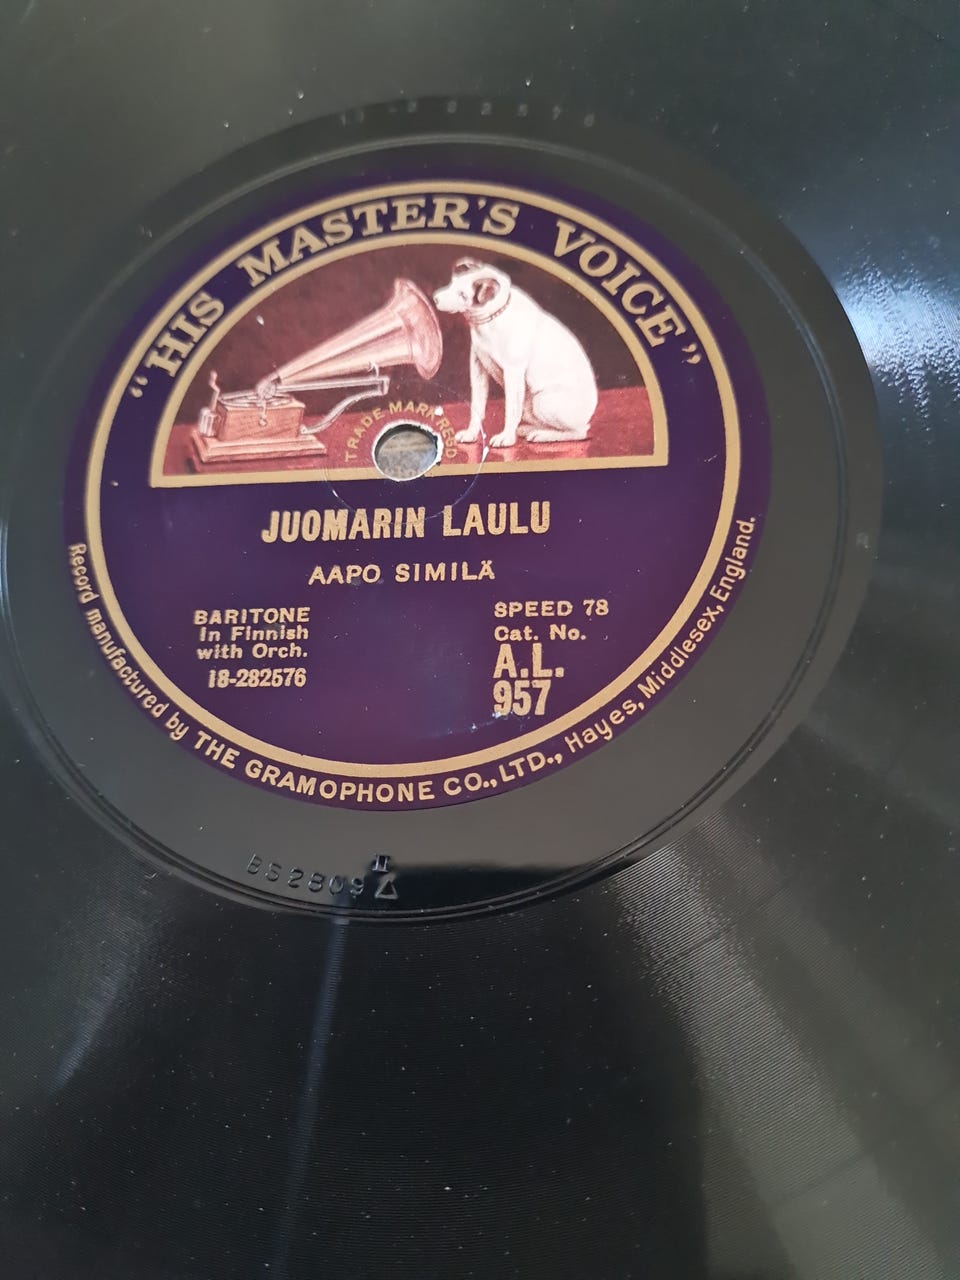 "HIS MASTER'S VOICE"
TRADE MARK REGD
JUOMARIN LAULU
AAPO SIMILÄ
BARITONE
In Finnish
with Orch.
18-282576
SPEED 78
Cat. No.
A.L.
957
Record manufactured by THE GRAMOPHONE CO., LTD., Hayes, Middlesex, England.
II
BS2809 △